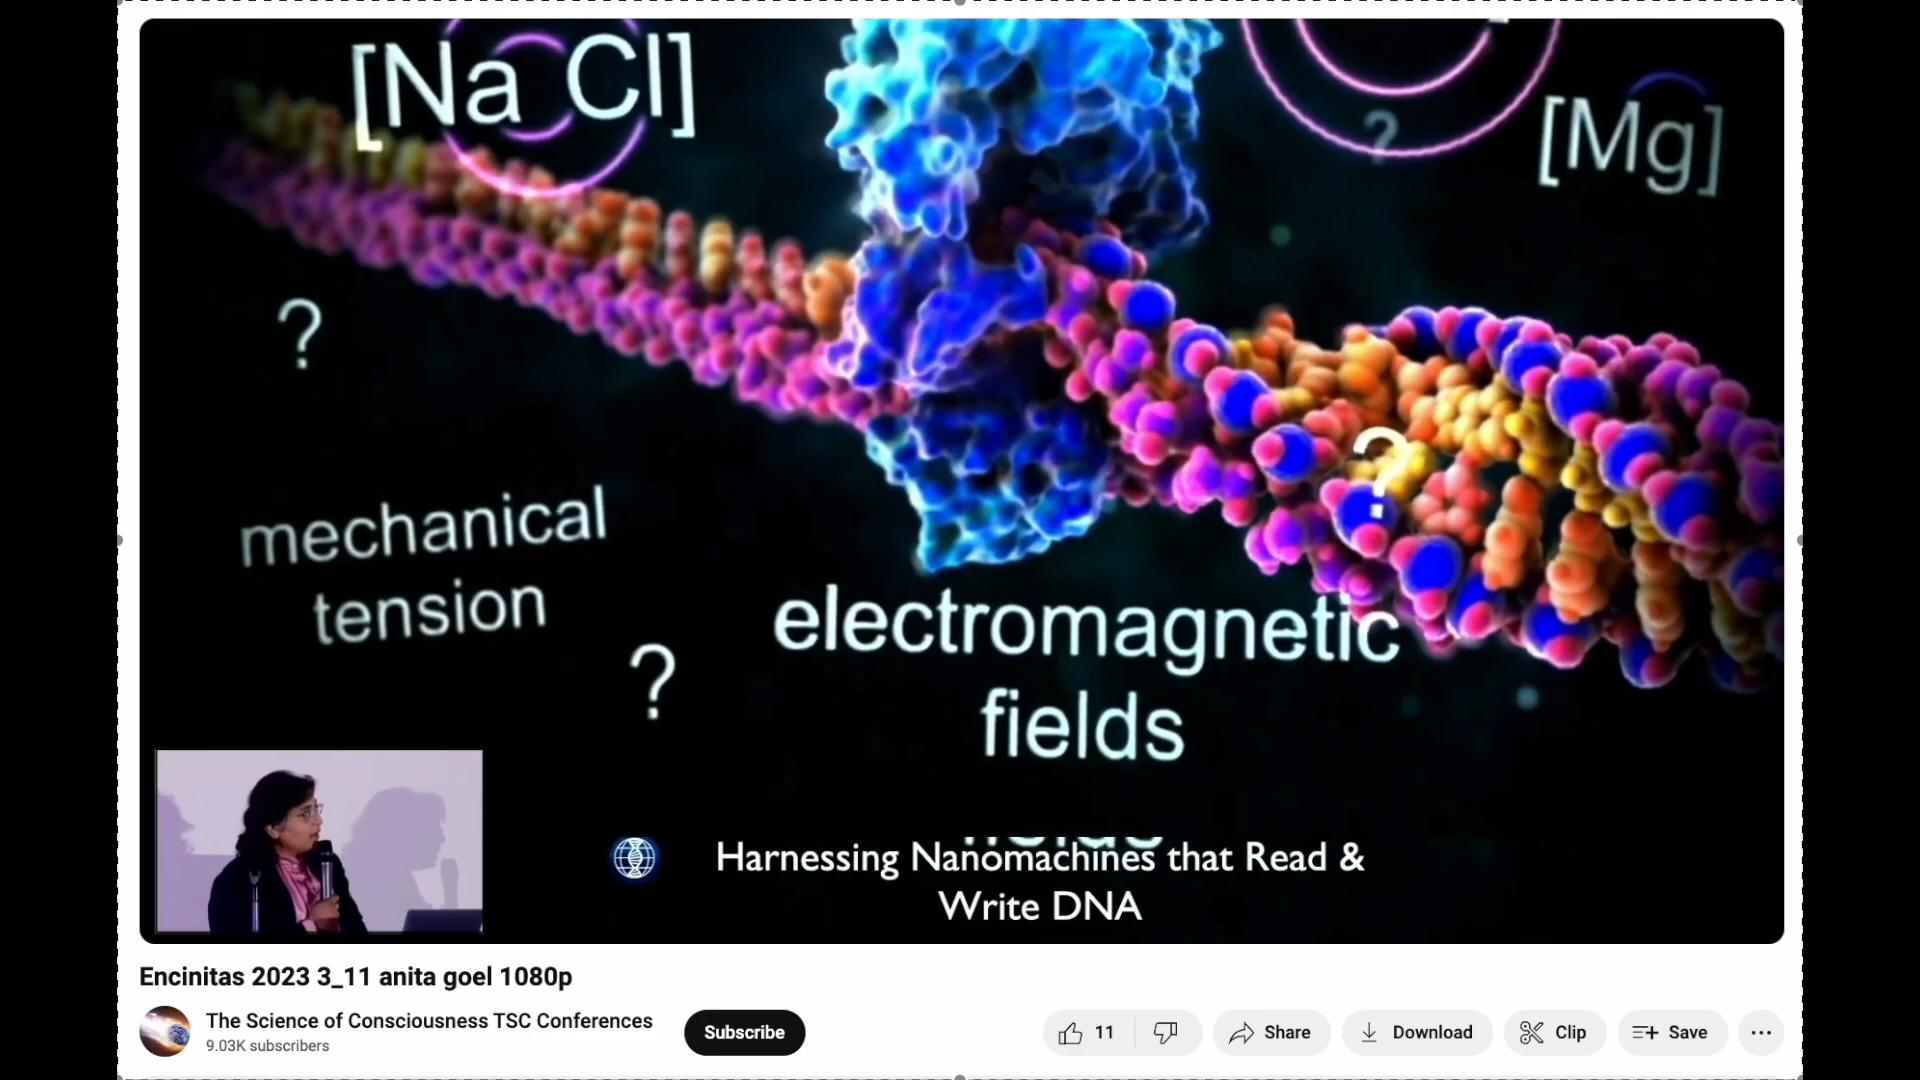 [Na Cl]
?
[Mg]
?
?
mechanical
tension
?
electromagnetic
fields
Harnessing Nanomachines that Read &
Write DNA
Encinitas 2023 3_11 anita goel 1080p
The Science of Consciousness TSC Conferences
9.03K subscribers
Subscribe
11
Share
Download
Clip
Save